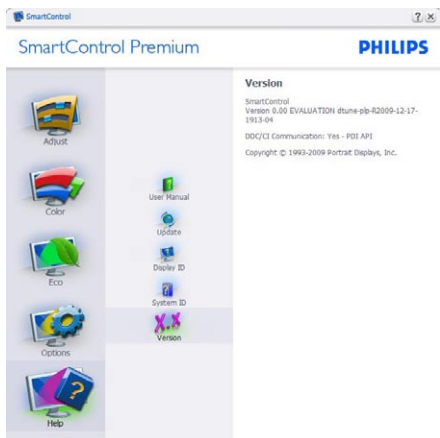 SmartControl
? x
SmartControl Premium
PHILIPS
Adjust
Color
Eco
Options
Help
User Manual
Update
Display ID
System ID
X.X
Version
Version
SmartControl
Version 0.00 EVALUATION dtune-plp-R2009-12-17-
1913-04
DDC/CI Communication: Yes - PDI API
Copyright © 1993-2009 Portrait Displays, Inc.